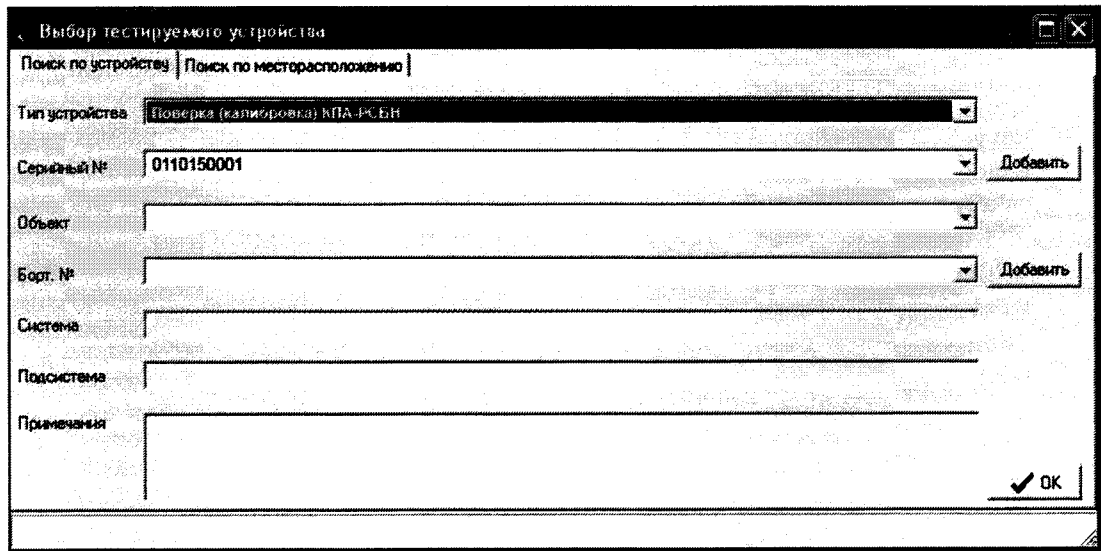 Выбор тестируемого устройства
Поиск по устройству Поиск по месторасположению
Тип устройства Поверка (калибровка) КПА-РСБН
Серийный № 0110150001 Добавить
Объект
Борт. № Добавить
Система
Подсистема
Примечания
OK